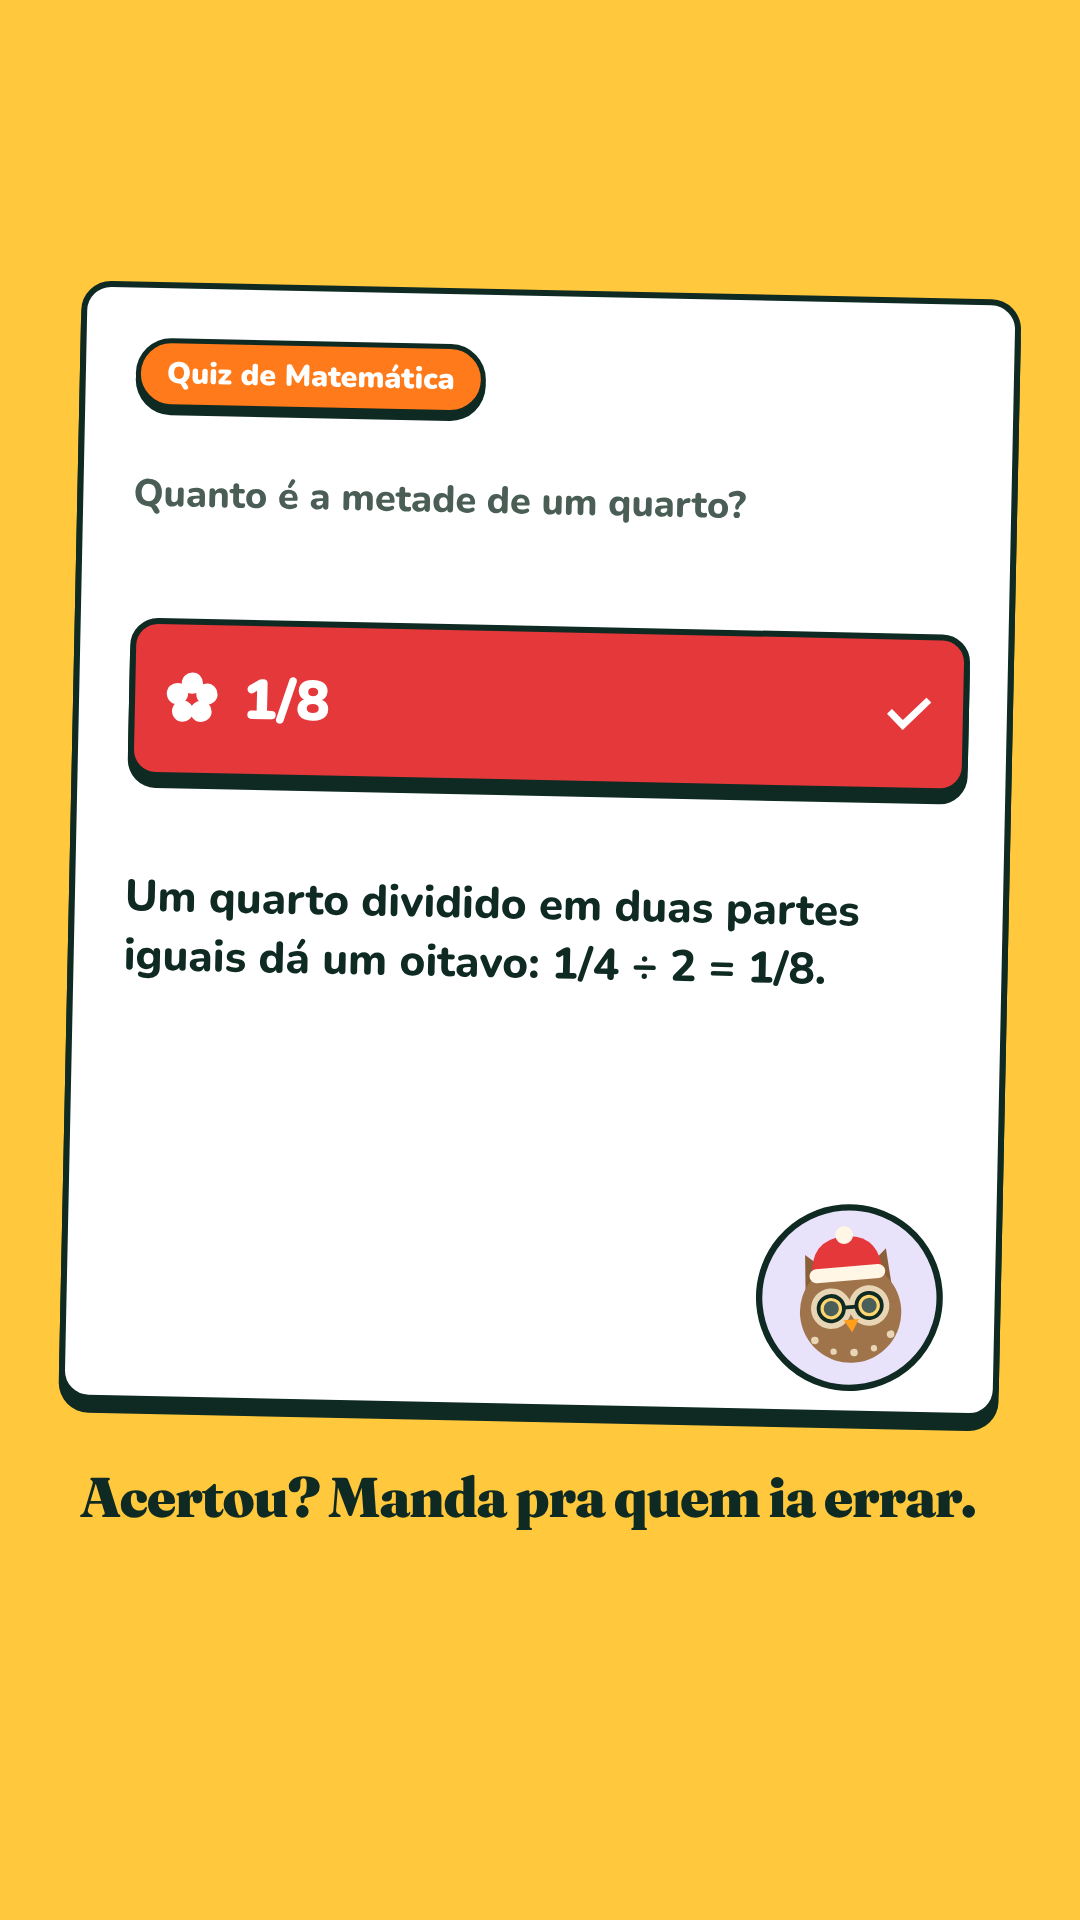 Quiz de Matemática
Quanto é a metade de um quarto?
1/8
Um quarto dividido em duas partes
iguais dá um oitavo: 1/4 ÷ 2 = 1/8.
Acertou? Manda pra quem ia errar.